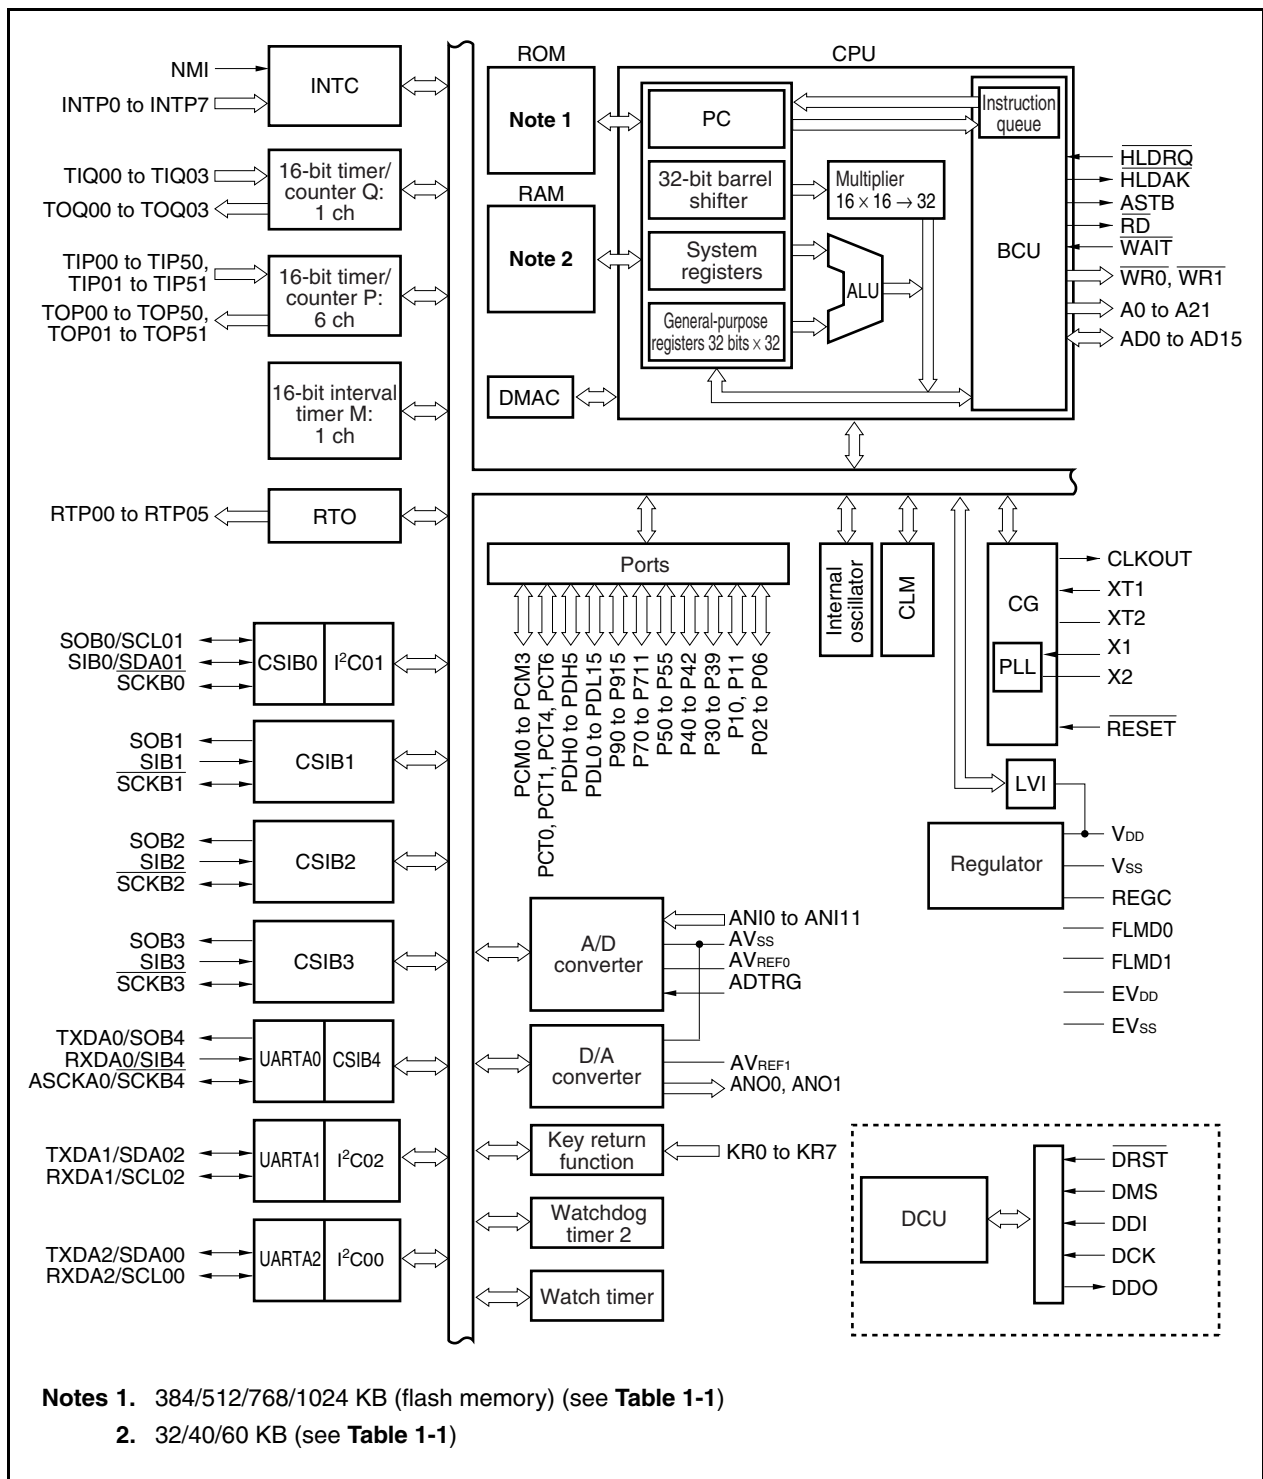 NMI
INTP0 to INTP7
INTC
TIQ00 to TIQ03
TOQ00 to TOQ03
16-bit timer/
counter Q:
1 ch
TIP00 to TIP50,
TIP01 to TIP51
TOP00 to TOP50,
TOP01 to TOP51
16-bit timer/
counter P:
6 ch
16-bit interval
timer M:
1 ch
RTP00 to RTP05
RTO
SOB0/SCL01
SIB0/SDA01
SCKB0
CSIB0
I²C01
SOB1
SIB1
SCKB1
CSIB1
SOB2
SIB2
SCKB2
CSIB2
SOB3
SIB3
SCKB3
CSIB3
TXDA0/SOB4
RXDA0/SIB4
ASCKA0/SCKB4
UARTA0
CSIB4
TXDA1/SDA02
RXDA1/SCL02
UARTA1
I²C02
TXDA2/SDA00
RXDA2/SCL00
UARTA2
I²C00
ROM
Note 1
RAM
Note 2
DMAC
CPU
PC
32-bit barrel
shifter
System
registers
General-purpose
registers 32 bits × 32
Multiplier
16 × 16 → 32
ALU
Instruction
queue
BCU
HLDRQ
HLDAK
ASTB
RD
WAIT
WR0, WR1
A0 to A21
AD0 to AD15
Ports
PCM0 to PCM3
PCT0, PCT1, PCT4, PCT6
PDH0 to PDH5
PDL0 to PDL15
P90 to P915
P70 to P711
P50 to P55
P40 to P42
P30 to P39
P10, P11
P02 to P06
Internal
oscillator
CLM
CG
PLL
CLKOUT
XT1
XT2
X1
X2
RESET
LVI
Regulator
VDD
VSS
REGC
FLMD0
FLMD1
EVDD
EVSS
A/D
converter
ANI0 to ANI11
AVSS
AVREF0
ADTRG
D/A
converter
AVREF1
ANO0, ANO1
Key return
function
KR0 to KR7
Watchdog
timer 2
Watch timer
DCU
DRST
DMS
DDI
DCK
DDO
Notes 1. 384/512/768/1024 KB (flash memory) (see Table 1-1)
2. 32/40/60 KB (see Table 1-1)